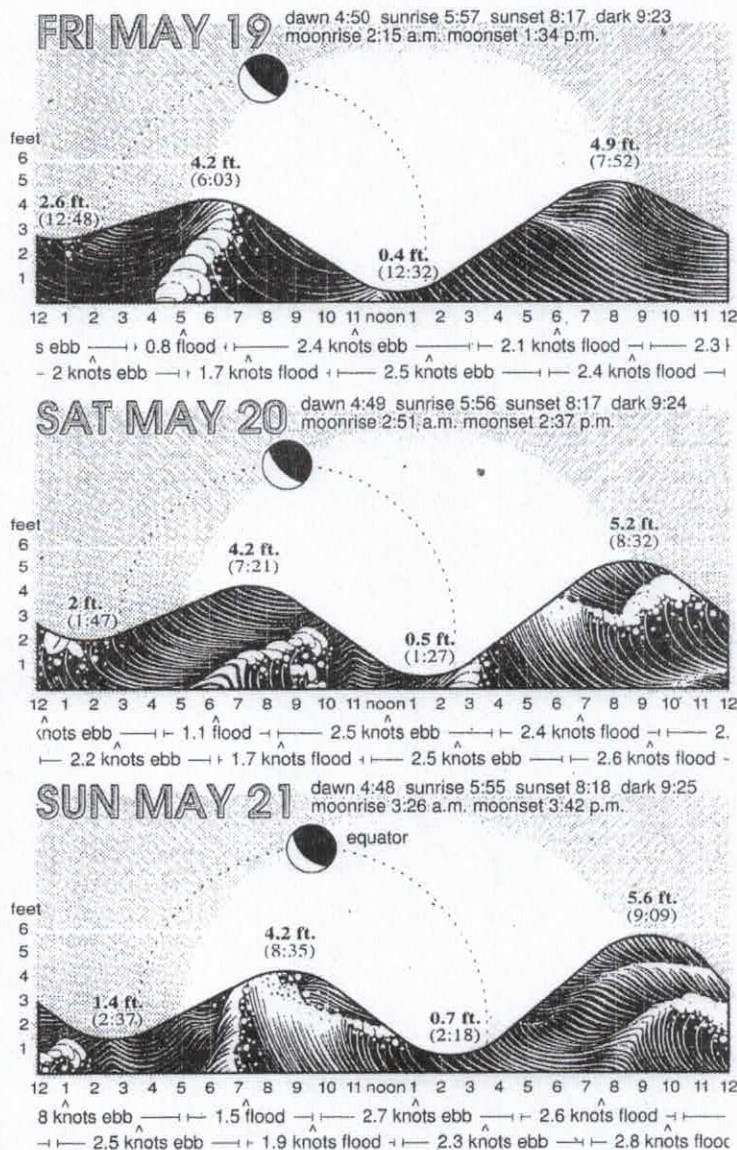 FRI MAY 19
dawn 4:50 sunrise 5:57 sunset 8:17 dark 9:23
moonrise 2:15 a.m. moonset 1:34 p.m.
feet
6
5
4
3
2
1
2.6 ft.
(12:48)
4.2 ft.
(6:03)
0.4 ft.
(12:32)
4.9 ft.
(7:52)
12 1 2 3 4 5 6 7 8 9 10 11 noon 1 2 3 4 5 6 7 8 9 10 11 12
s ebb 0.8 flood 2.4 knots ebb 2.1 knots flood 2.3
2 knots ebb 1.7 knots flood 2.5 knots ebb 2.4 knots flood
SAT MAY 20
dawn 4:49 sunrise 5:56 sunset 8:17 dark 9:24
moonrise 2:51 a.m. moonset 2:37 p.m.
feet
6
5
4
3
2
1
2 ft.
(1:47)
4.2 ft.
(7:21)
0.5 ft.
(1:27)
5.2 ft.
(8:32)
12 1 2 3 4 5 6 7 8 9 10 11 noon 1 2 3 4 5 6 7 8 9 10 11 12
knots ebb 1.1 flood 2.5 knots ebb 2.4 knots flood 2.
2.2 knots ebb 1.7 knots flood 2.5 knots ebb 2.6 knots flood
SUN MAY 21
dawn 4:48 sunrise 5:55 sunset 8:18 dark 9:25
moonrise 3:26 a.m. moonset 3:42 p.m.
equator
feet
6
5
4
3
2
1
1.4 ft.
(2:37)
4.2 ft.
(8:35)
0.7 ft.
(2:18)
5.6 ft.
(9:09)
12 1 2 3 4 5 6 7 8 9 10 11 noon 1 2 3 4 5 6 7 8 9 10 11 12
8 knots ebb 1.5 flood 2.7 knots ebb 2.6 knots flood
2.5 knots ebb 1.9 knots flood 2.3 knots ebb 2.8 knots flood